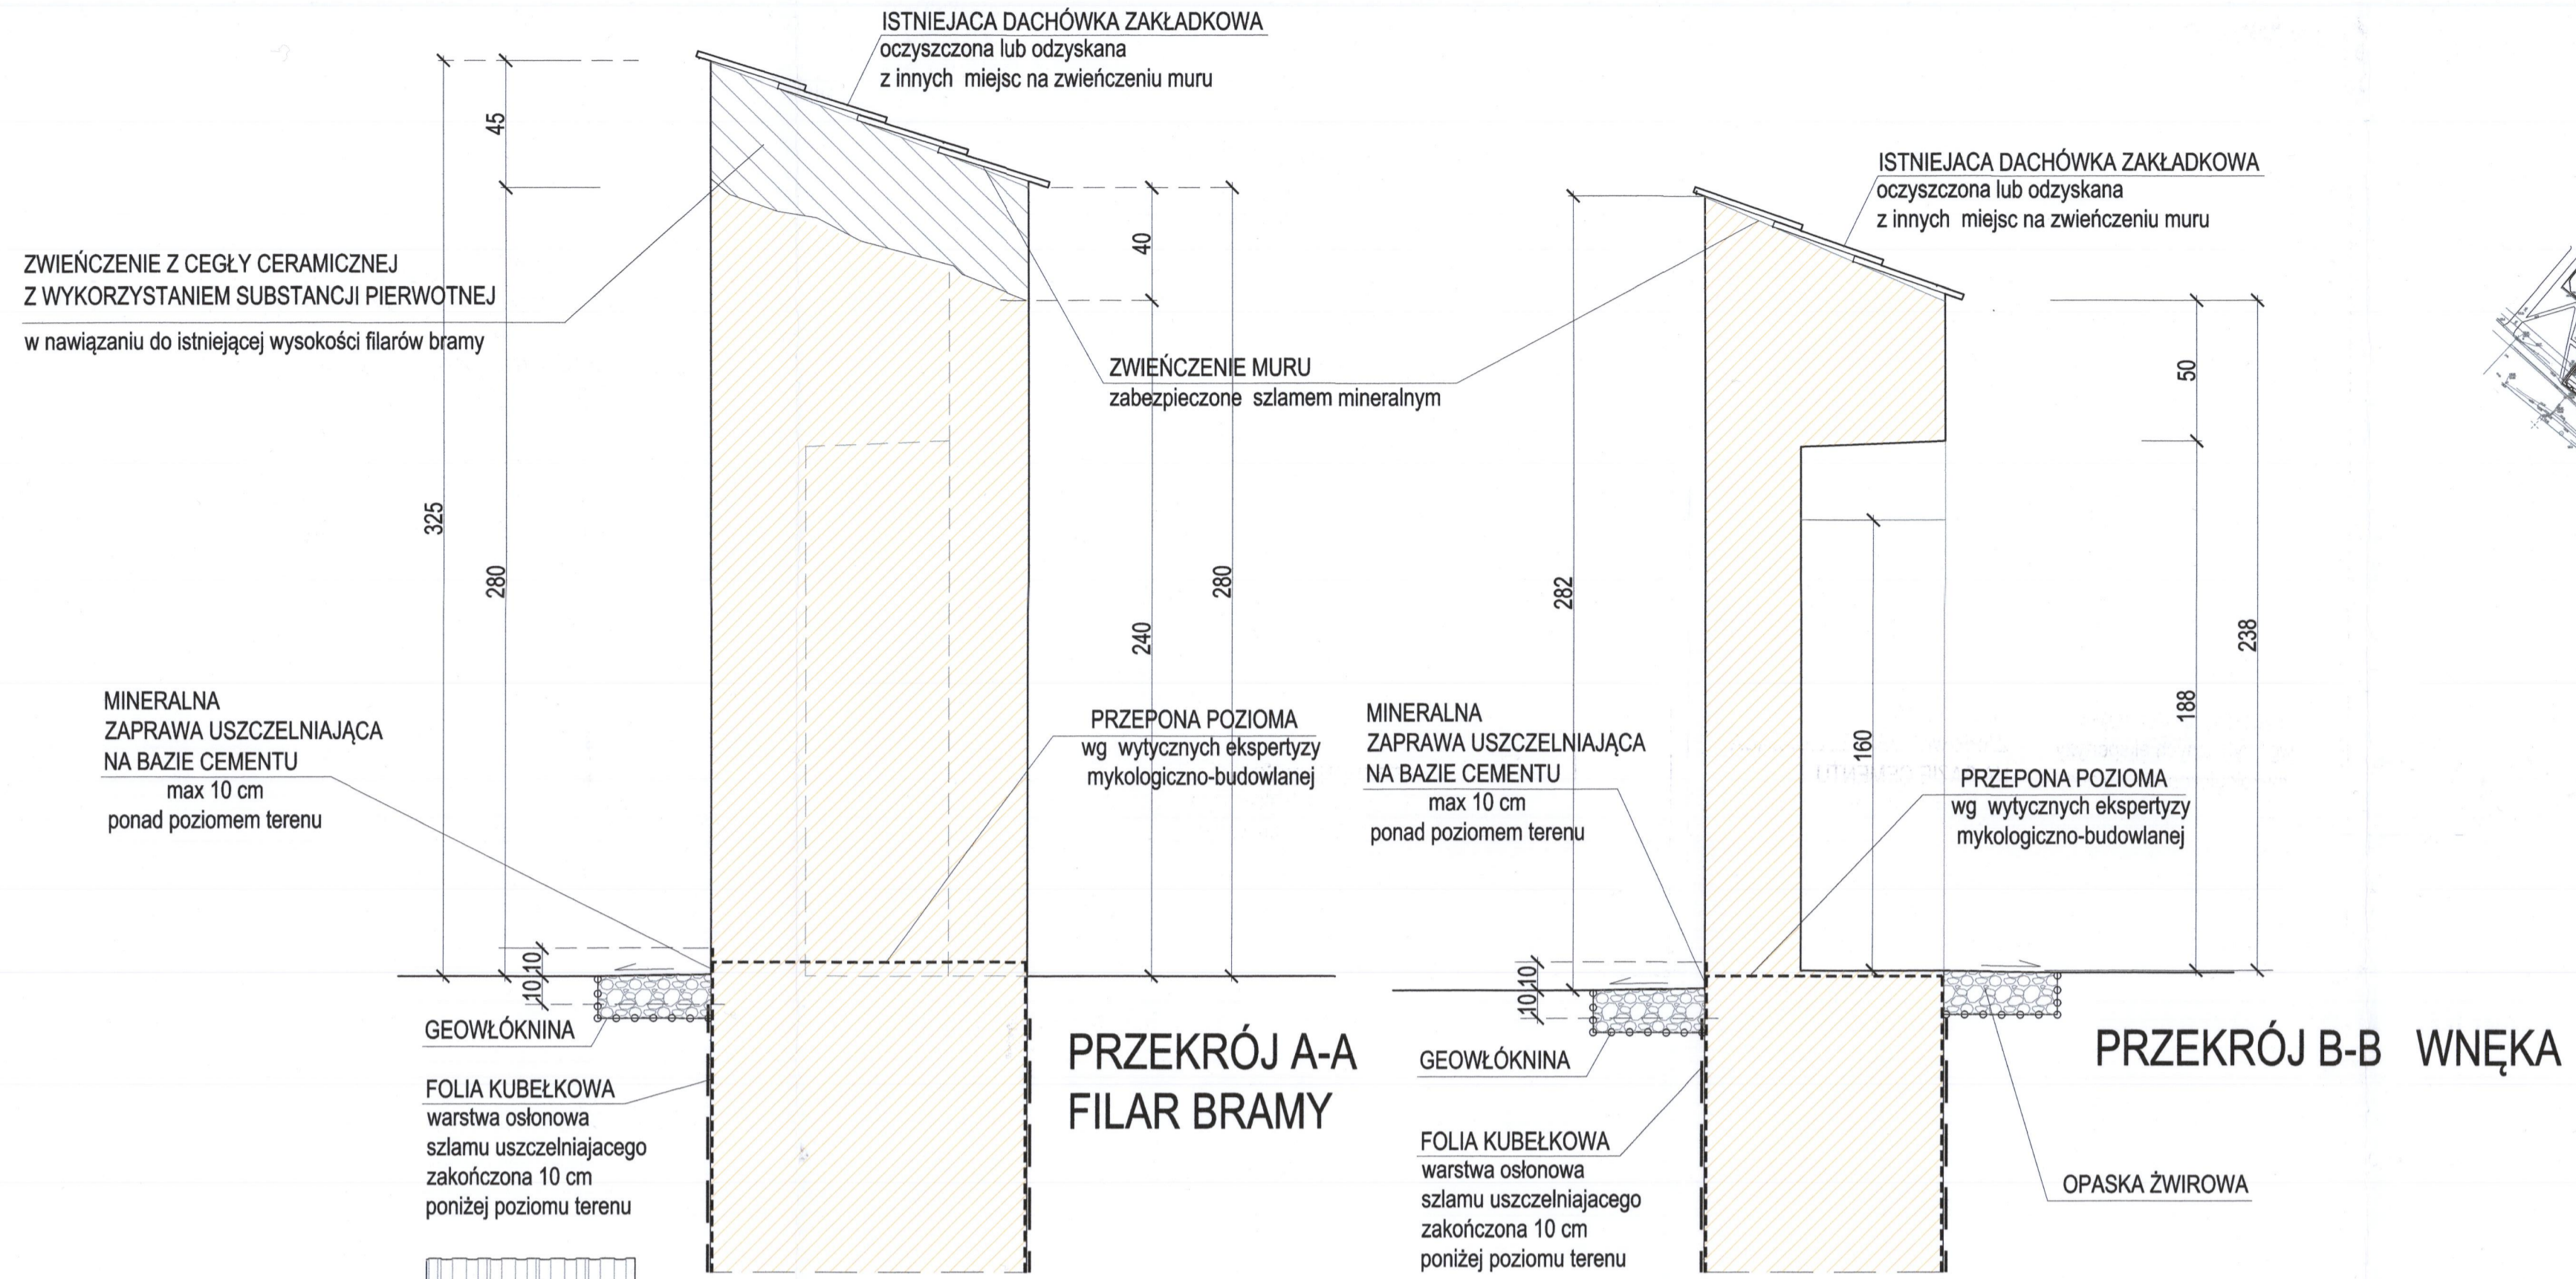 ISTNIEJACA DACHÓWKA ZAKŁADKOWA
oczyszczona lub odzyskana
z innych miejsc na zwieńczeniu muru
45
325
280
ZWIEŃCZENIE Z CEGŁY CERAMICZNEJ
Z WYKORZYSTANIEM SUBSTANCJI PIERWOTNEJ
w nawiązaniu do istniejącej wysokości filarów bramy
40
240
280
ZWIEŃCZENIE MURU
zabezpieczone szlamem mineralnym
MINERALNA
ZAPRAWA USZCZELNIAJĄCA
NA BAZIE CEMENTU
max 10 cm
ponad poziomem terenu
PRZEPONA POZIOMA
wg wytycznych ekspertyzy
mykologiczno-budowlanej
10
10
GEOWŁÓKNINA
FOLIA KUBEŁKOWA
warstwa osłonowa
szlamu uszczelniajacego
zakończona 10 cm
poniżej poziomu terenu
PRZEKRÓJ A-A
FILAR BRAMY
ISTNIEJACA DACHÓWKA ZAKŁADKOWA
oczyszczona lub odzyskana
z innych miejsc na zwieńczeniu muru
282
50
238
188
160
MINERALNA
ZAPRAWA USZCZELNIAJĄCA
NA BAZIE CEMENTU
max 10 cm
ponad poziomem terenu
PRZEPONA POZIOMA
wg wytycznych ekspertyzy
mykologiczno-budowlanej
10
10
GEOWŁÓKNINA
FOLIA KUBEŁKOWA
warstwa osłonowa
szlamu uszczelniajacego
zakończona 10 cm
poniżej poziomu terenu
PRZEKRÓJ B-B WNĘKA
OPASKA ŻWIROWA